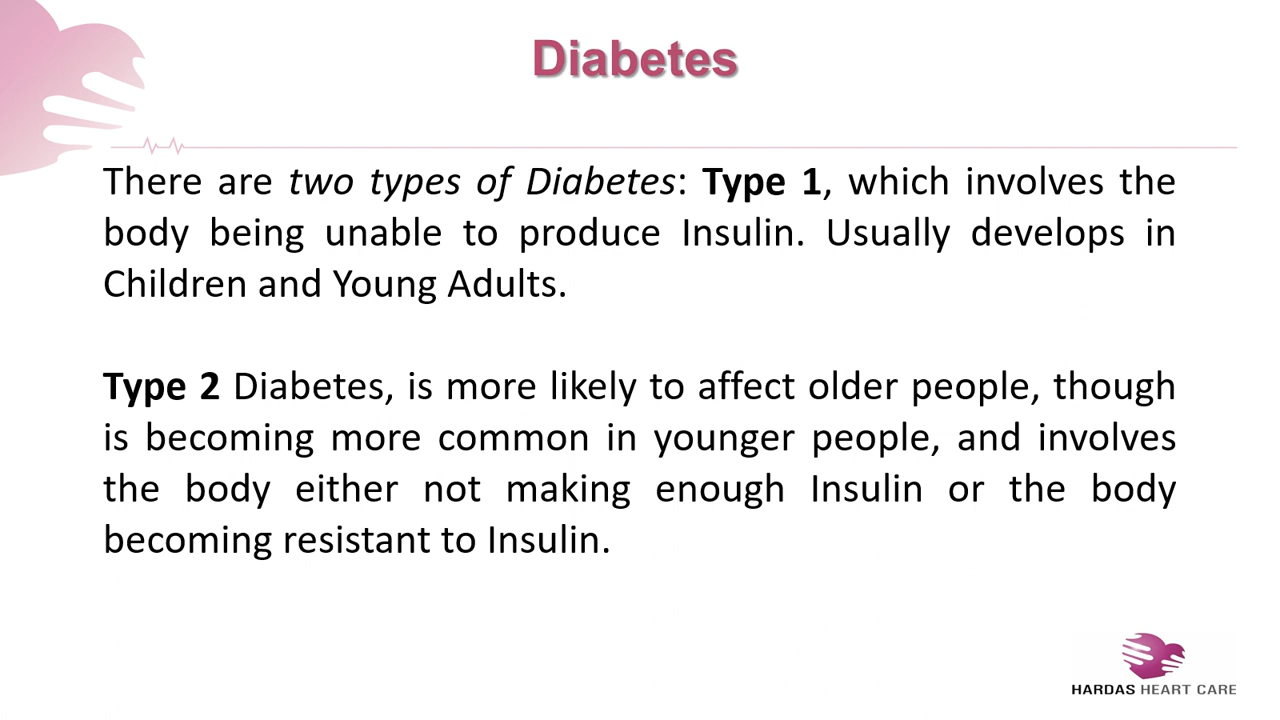 Diabetes
There are two types of Diabetes: Type 1, which involves the
body being unable to produce Insulin. Usually develops in
Children and Young Adults.
Type 2 Diabetes, is more likely to affect older people, though
is becoming more common in younger people, and involves
the body either not making enough Insulin or the body
becoming resistant to Insulin.
HARDAS HEART CARE